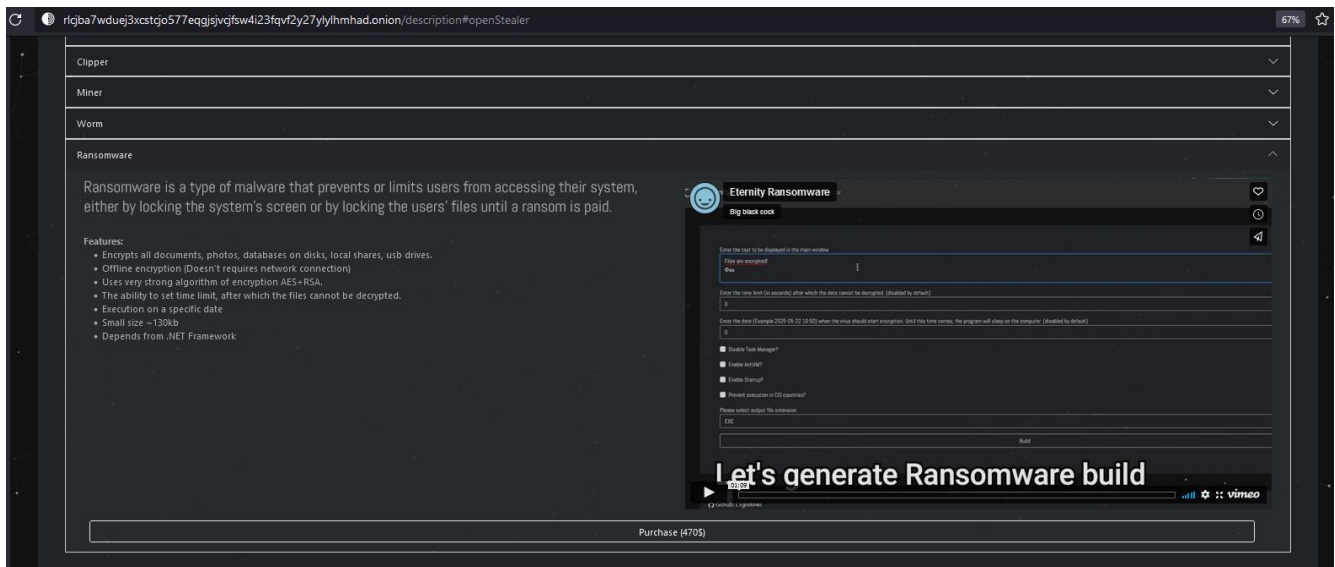 rlcjba7wduej3xcstcjo577eqgjsjvcjfsw4i23fqvf2y27ylylhmhad.onion/description#openStealer
67%
Clipper
Miner
Worm
Ransomware
Ransomware is a type of malware that prevents or limits users from accessing their system,
either by locking the system's screen or by locking the users' files until a ransom is paid.
Features:
Encrypts all documents, photos, databases on disks, local shares, usb drives.
Offline encryption (Doesn't requires network connection)
Uses very strong algorithm of encryption AES+RSA.
The ability to set time limit, after which the files cannot be decrypted.
Execution on a specific date
Small size ~130kb
Depends from .NET Framework
Eternity Ransomware
Big black cock
Enter the text to be displayed in the main window
Files are encrypted!
Enter the time limit (in seconds) after which the data cannot be decrypted. (disabled by default)
0
Enter the date (Example 2025-05-22 10:50) when the virus should start encryption. Until this time comes, the program will sleep on the computer. (disabled by default)
0
Disable Task Manager?
Enable AntiVM?
Enable Startup?
Prevent execution in CIS countries?
Please select output file extension
EXE
Build
Let's generate Ransomware build
01:09
vimeo
Purchase (470$)